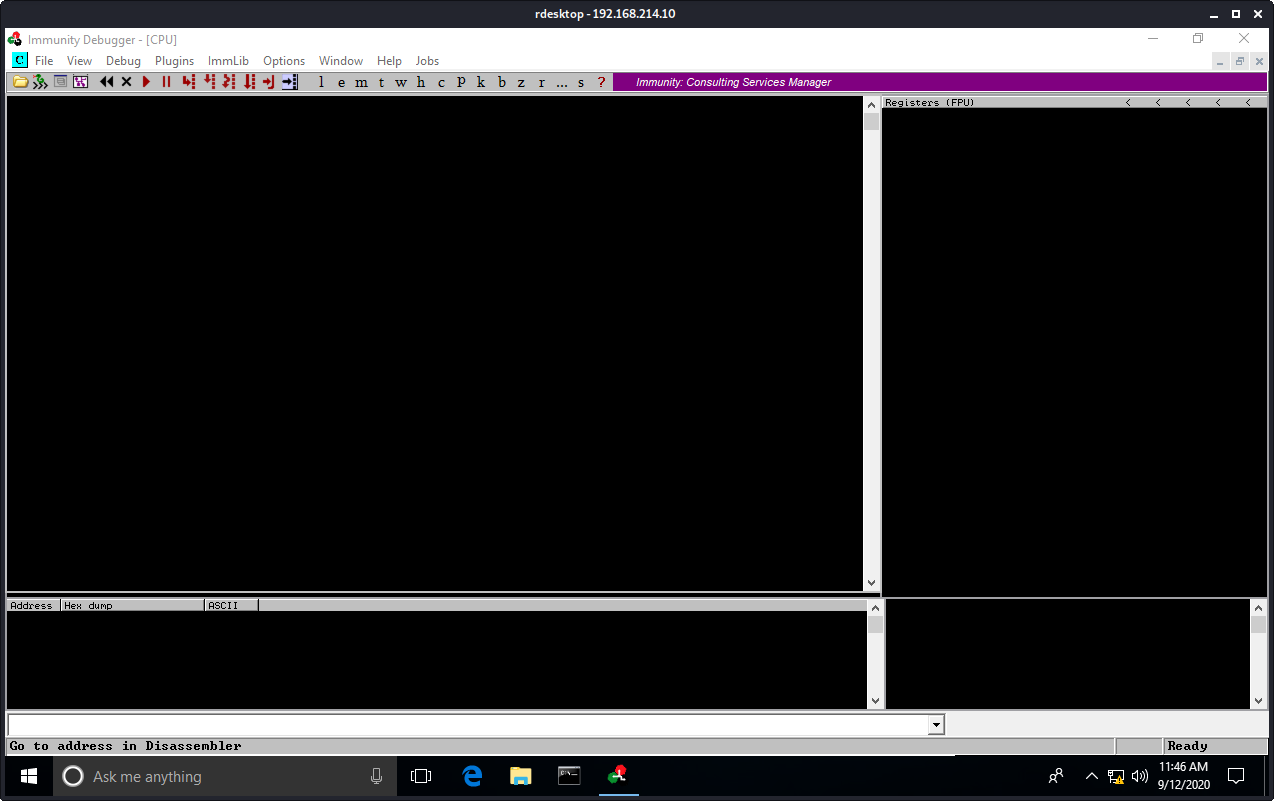 rdesktop - 192.168.214.10
Immunity Debugger - [CPU]
C File View Debug Plugins ImmLib Options Window Help Jobs
l e m t w h c P k b z r ... s ? Immunity: Consulting Services Manager
Registers (FPU) < < < < <
Address Hex dump ASCII
Go to address in Disassembler Ready
Ask me anything
11:46 AM
9/12/2020